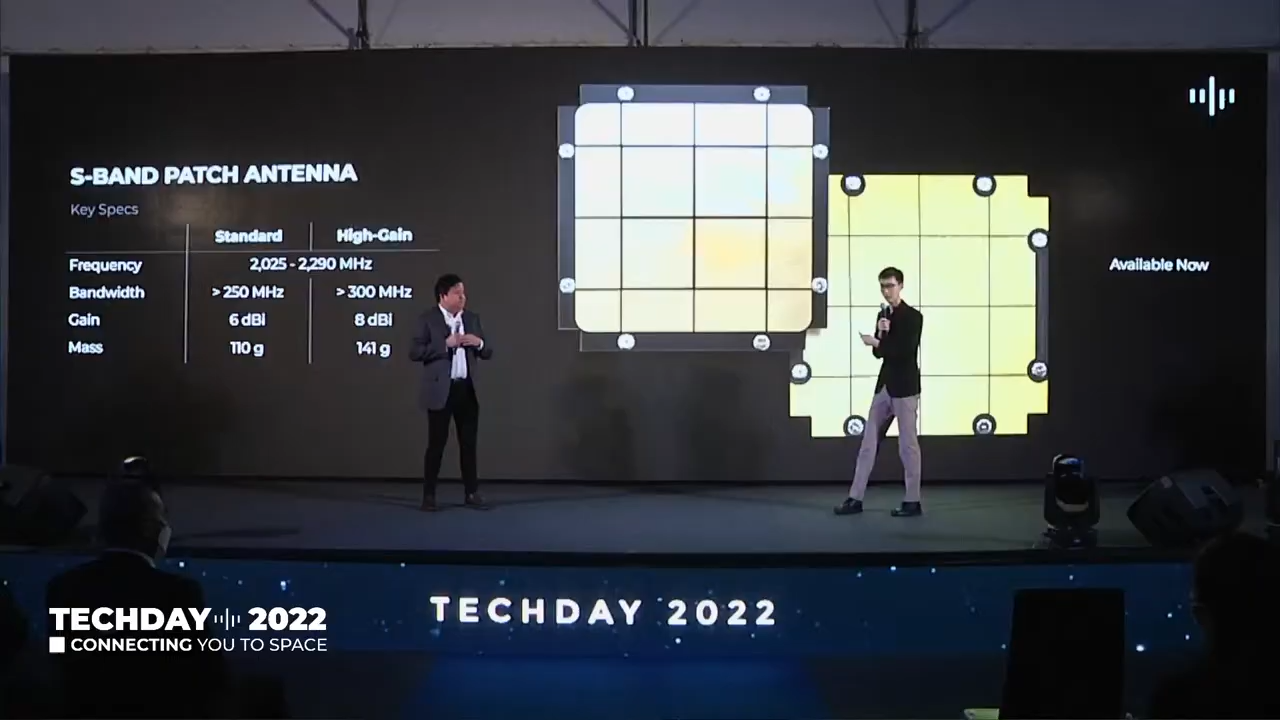 S-BAND PATCH ANTENNA
Key Specs
Standard High-Gain
Frequency 2,025 - 2,290 MHz
Bandwidth > 250 MHz > 300 MHz
Gain 6 dBi 8 dBi
Mass 110 g 141 g
Available Now
TECHDAY 2022
TECHDAY 2022
CONNECTING YOU TO SPACE